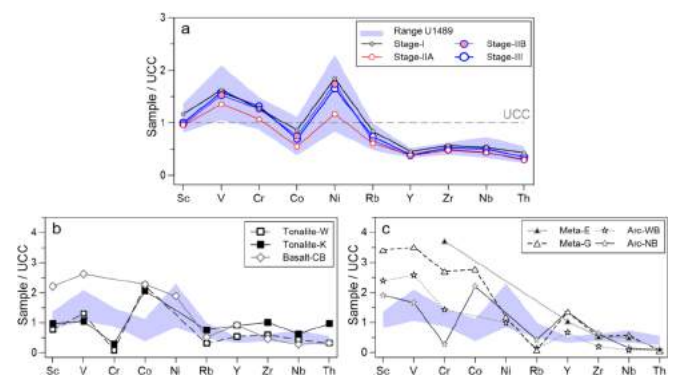 a
Range U1489
Stage-I
Stage-IIA
Stage-IIB
Stage-III
UCC
Sample / UCC
3
2
1
0
Sc V Cr Co Ni Rb Y Zr Nb Th
b
Tonalite-W
Tonalite-K
Basalt-CB
Sample / UCC
4
3
2
1
0
Sc V Cr Co Ni Rb Y Zr Nb Th
c
Meta-E
Meta-G
Arc-WB
Arc-NB
Sample / UCC
4
3
2
1
0
Sc V Cr Co Ni Rb Y Zr Nb Th